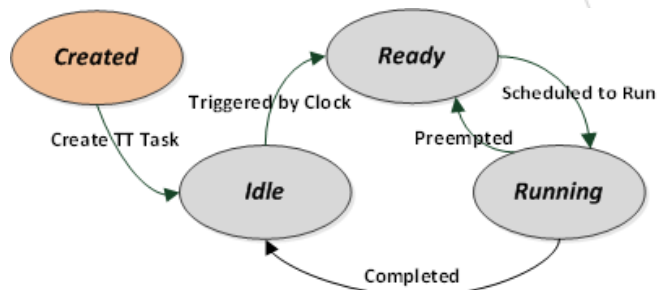 Created
Ready
Triggered by Clock
Scheduled to Run
Create TT Task
Preempted
Idle
Running
Completed